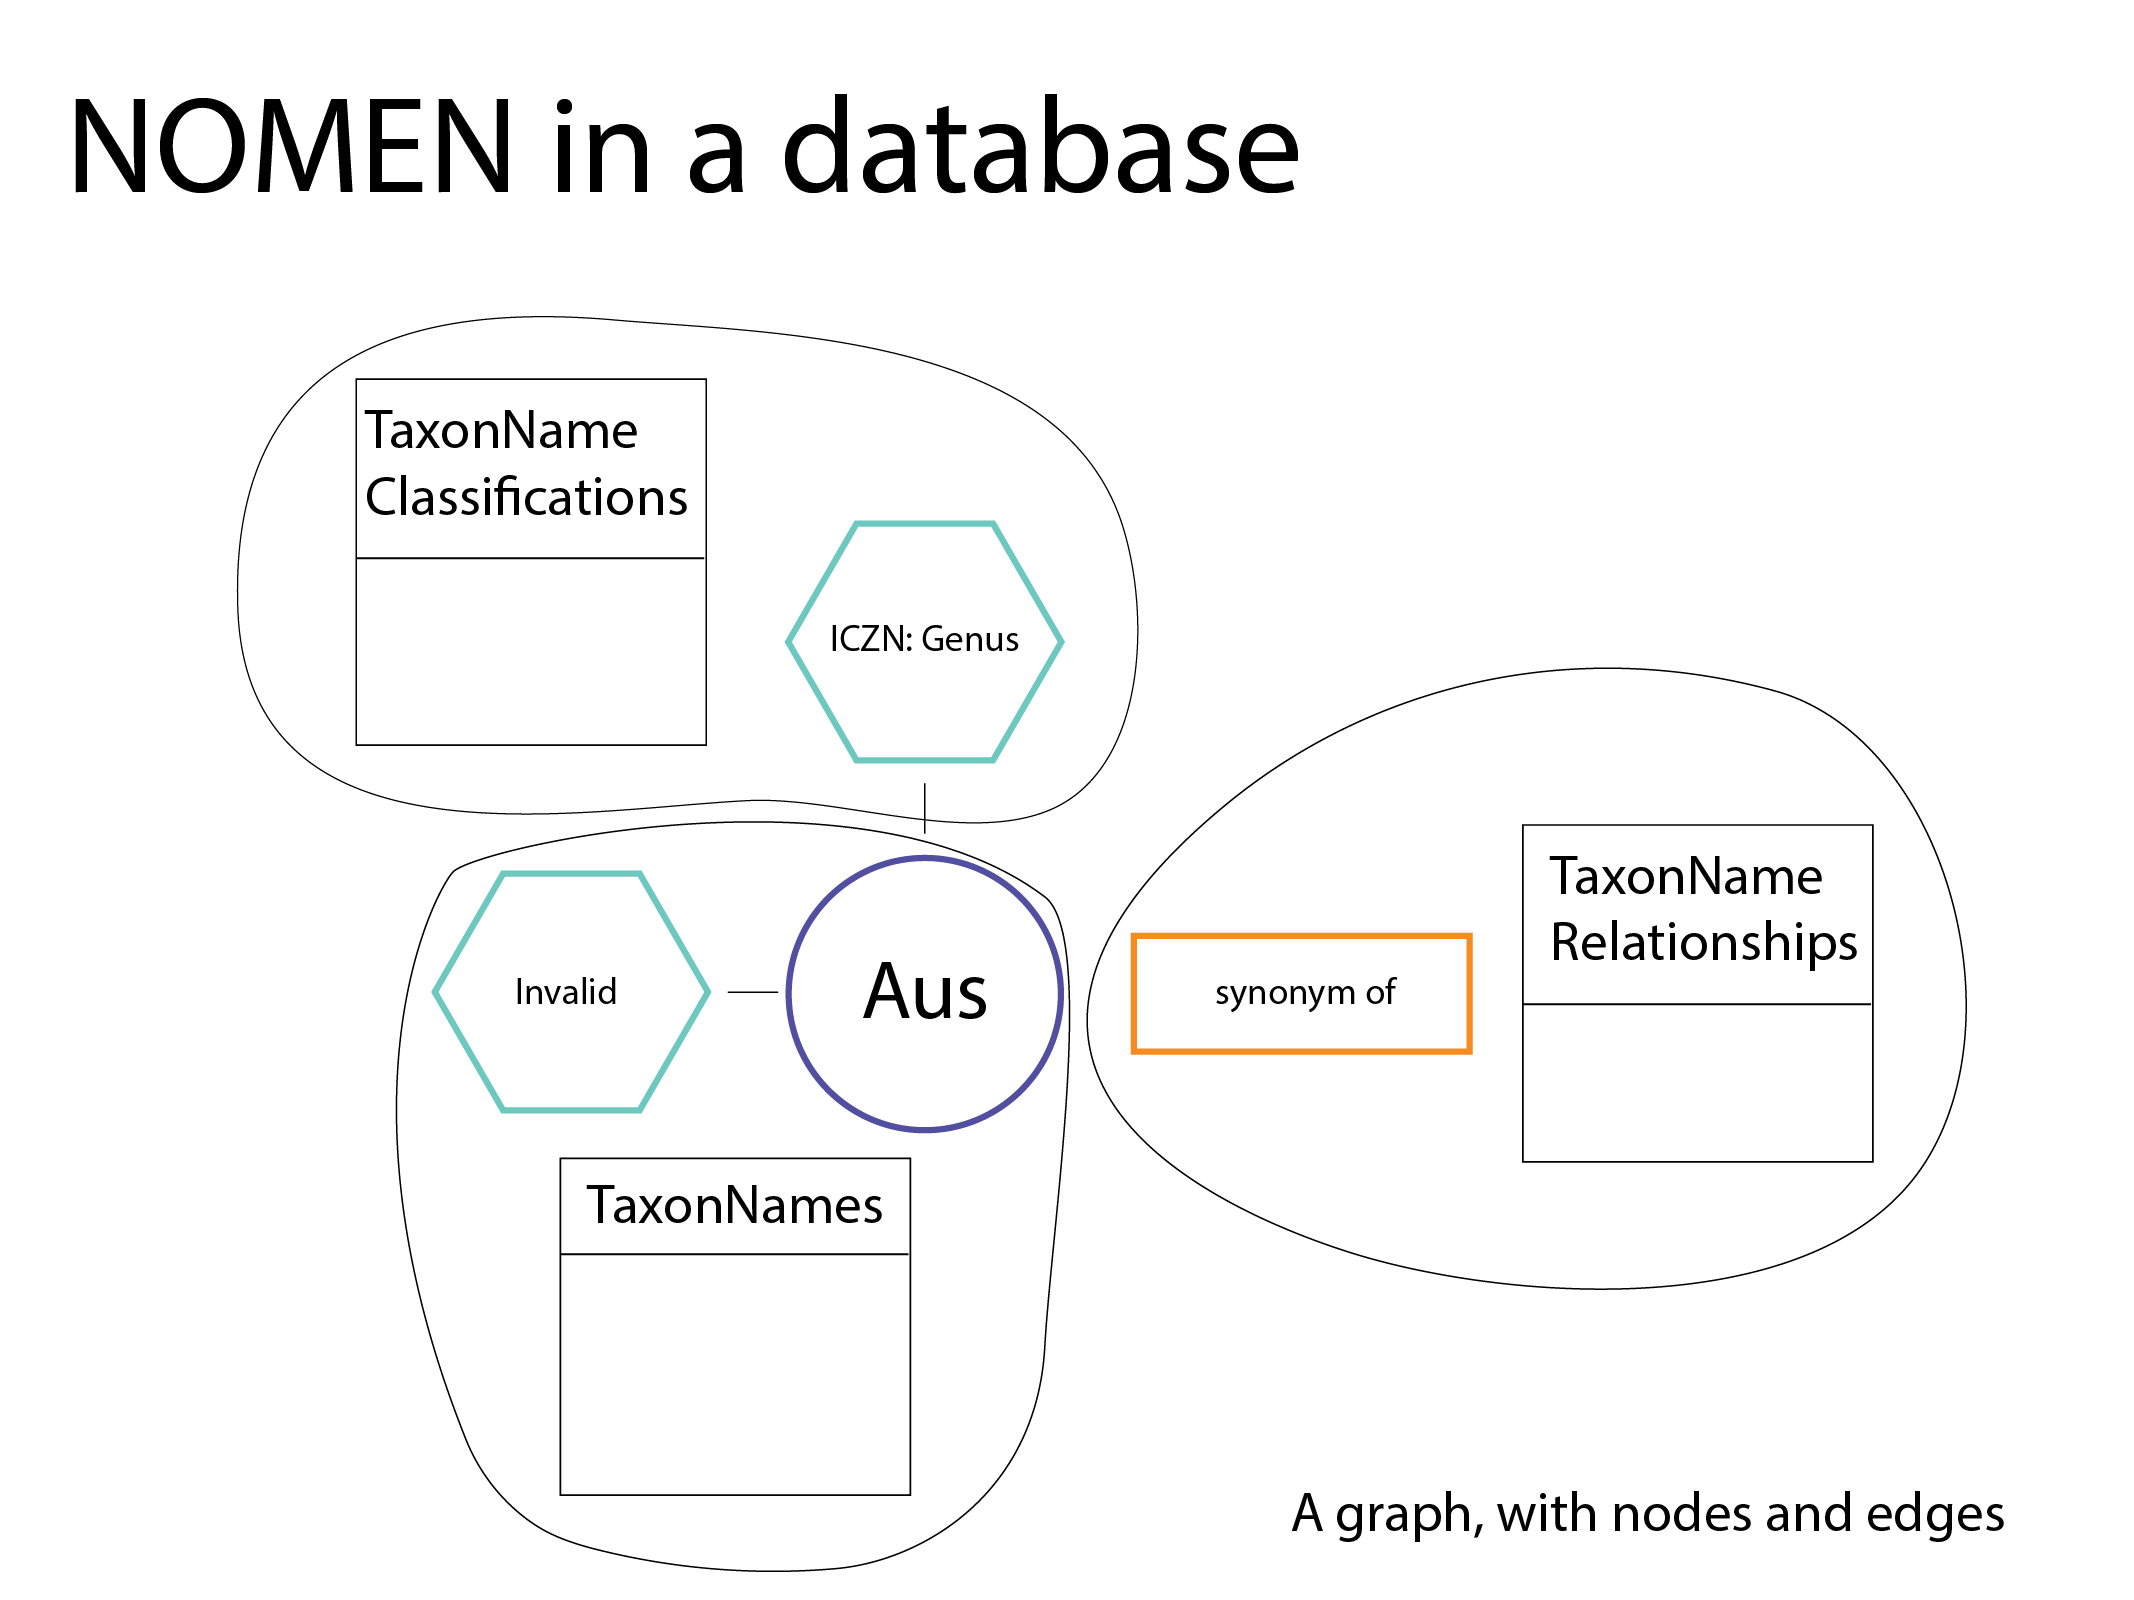 NOMEN in a database
TaxonName
Classifications
ICZN: Genus
Invalid
Aus
synonym of
TaxonName
Relationships
TaxonNames
A graph, with nodes and edges